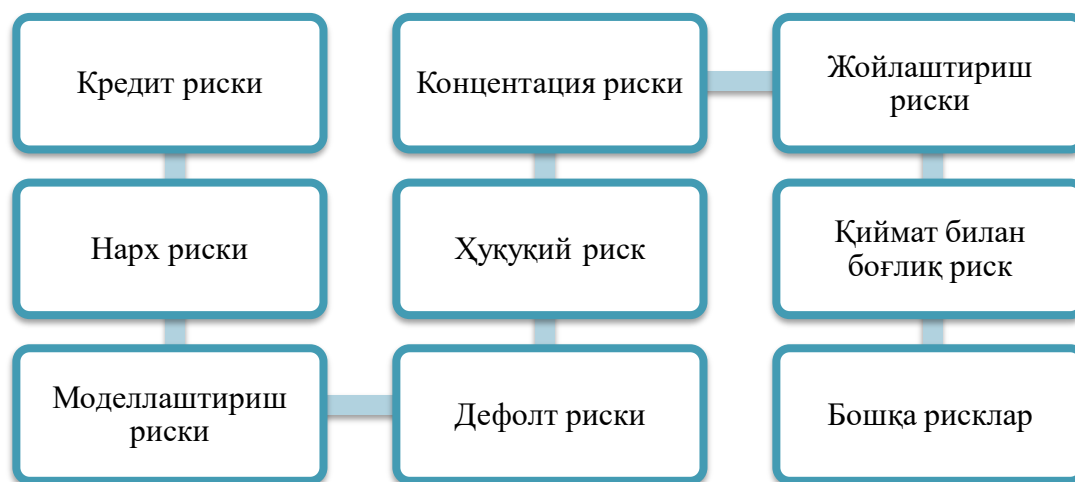 Кредит риски
Нарх риски
Моделлаштириш
риски
Дефолт риски
Ҳуқуқий риск
Концентация риски
Жойлаштириш
риски
Қиймат билан
боғлиқ риск
Бошқа рисклар